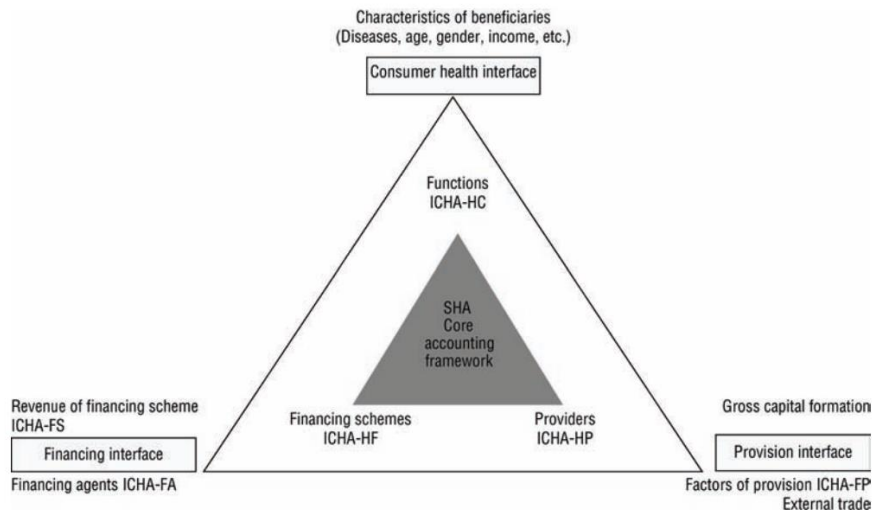 Characteristics of beneficiaries
(Diseases, age, gender, income, etc.)
Consumer health interface
Functions
ICHA-HC
SHA
Core
accounting
framework
Revenue of financing scheme
ICHA-FS
Financing interface
Financing agents ICHA-FA
Financing schemes
ICHA-HF
Providers
ICHA-HP
Gross capital formation
Provision interface
Factors of provision ICHA-FP
External trade